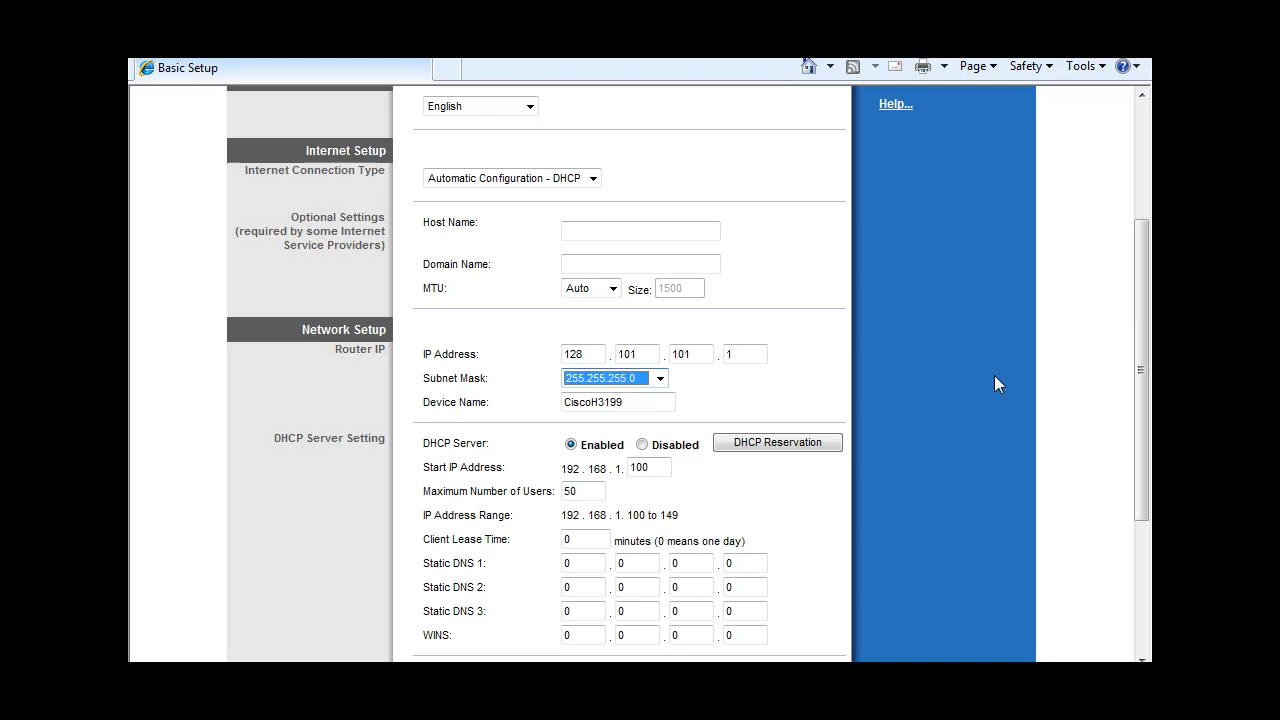 Basic Setup
Page Safety Tools
English
Help...
Internet Setup
Internet Connection Type
Automatic Configuration - DHCP
Optional Settings
(required by some Internet
Service Providers)
Host Name:
Domain Name:
MTU: Auto Size: 1500
Network Setup
Router IP
IP Address: 128 . 101 . 101 . 1
Subnet Mask: 255.255.255.0
Device Name: CiscoH3199
DHCP Server Setting
DHCP Server: Enabled Disabled DHCP Reservation
Start IP Address: 192 . 168 . 1. 100
Maximum Number of Users: 50
IP Address Range: 192 . 168 . 1. 100 to 149
Client Lease Time: 0 minutes (0 means one day)
Static DNS 1: 0 . 0 . 0 . 0
Static DNS 2: 0 . 0 . 0 . 0
Static DNS 3: 0 . 0 . 0 . 0
WINS: 0 . 0 . 0 . 0